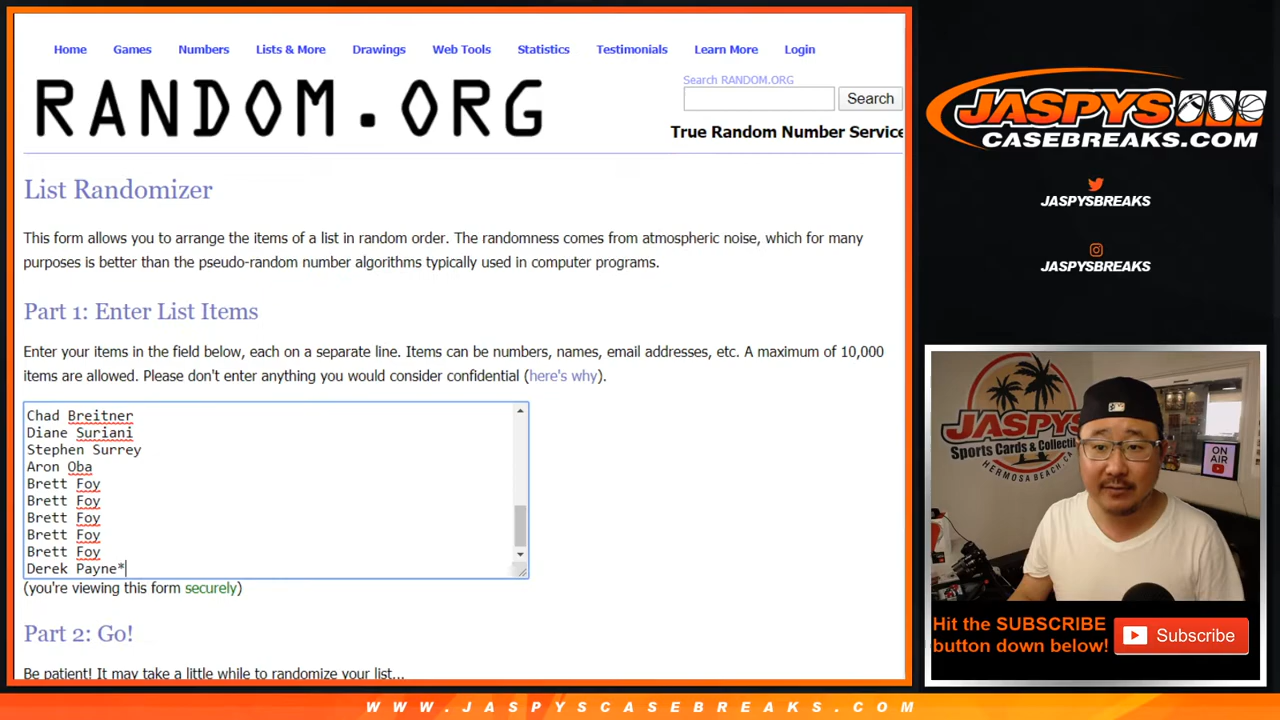 Home Games Numbers Lists & More Drawings Web Tools Statistics Testimonials Learn More Login
RANDOM.ORG
Search RANDOM.ORG
Search
True Random Number Service
List Randomizer
This form allows you to arrange the items of a list in random order. The randomness comes from atmospheric noise, which for many
purposes is better than the pseudo-random number algorithms typically used in computer programs.
Part 1: Enter List Items
Enter your items in the field below, each on a separate line. Items can be numbers, names, email addresses, etc. A maximum of 10,000
items are allowed. Please don't enter anything you would consider confidential (here's why).
Chad Breitner
Diane Suriani
Stephen Surrey
Aron Oba
Brett Foy
Brett Foy
Brett Foy
Brett Foy
Brett Foy
Derek Payne*
(you're viewing this form securely)
Part 2: Go!
Be patient! It may take a little while to randomize your list...
JASPYS
CASEBREAKS.COM
JASPYSBREAKS
JASPYSBREAKS
JASPYS
Sports Cards & Collectib
HERMOSA BEACH, CA
ON
AIR
Hit the SUBSCRIBE
button down below!
Subscribe
WWW.JASPYSCASEBREAKS.COM